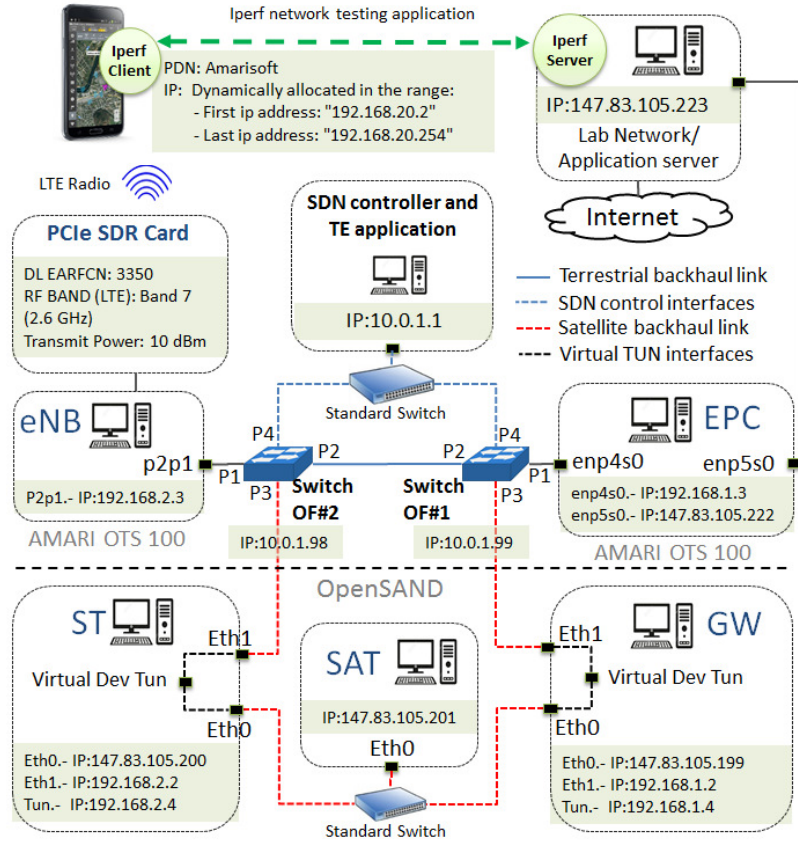 Iperf network testing application
Iperf
Client
Iperf
Server
PDN: Amarisoft
IP: Dynamically allocated in the range:
- First ip address: "192.168.20.2"
- Last ip address: "192.168.20.254"
IP:147.83.105.223
Lab Network/
Application server
LTE Radio
Internet
PCIe SDR Card
DL EARFCN: 3350
RF BAND (LTE): Band 7
(2.6 GHz)
Transmit Power: 10 dBm
SDN controller and
TE application
IP:10.0.1.1
Terrestrial backhaul link
SDN control interfaces
Satellite backhaul link
Virtual TUN interfaces
Standard Switch
eNB
p2p1
P2p1.- IP:192.168.2.3
AMARI OTS 100
P4
P2
P1
P3
Switch
OF#2
IP:10.0.1.98
P4
P2
P1
P3
Switch
OF#1
IP:10.0.1.99
EPC
enp4s0
enp5s0
enp4s0.- IP:192.168.1.3
enp5s0.- IP:147.83.105.222
AMARI OTS 100
OpenSAND
ST
Eth1
Virtual Dev Tun
Eth0
Eth0.- IP:147.83.105.200
Eth1.- IP:192.168.2.2
Tun.- IP:192.168.2.4
SAT
IP:147.83.105.201
Eth0
Standard Switch
GW
Eth1
Virtual Dev Tun
Eth0
Eth0.- IP:147.83.105.199
Eth1.- IP:192.168.1.2
Tun.- IP:192.168.1.4